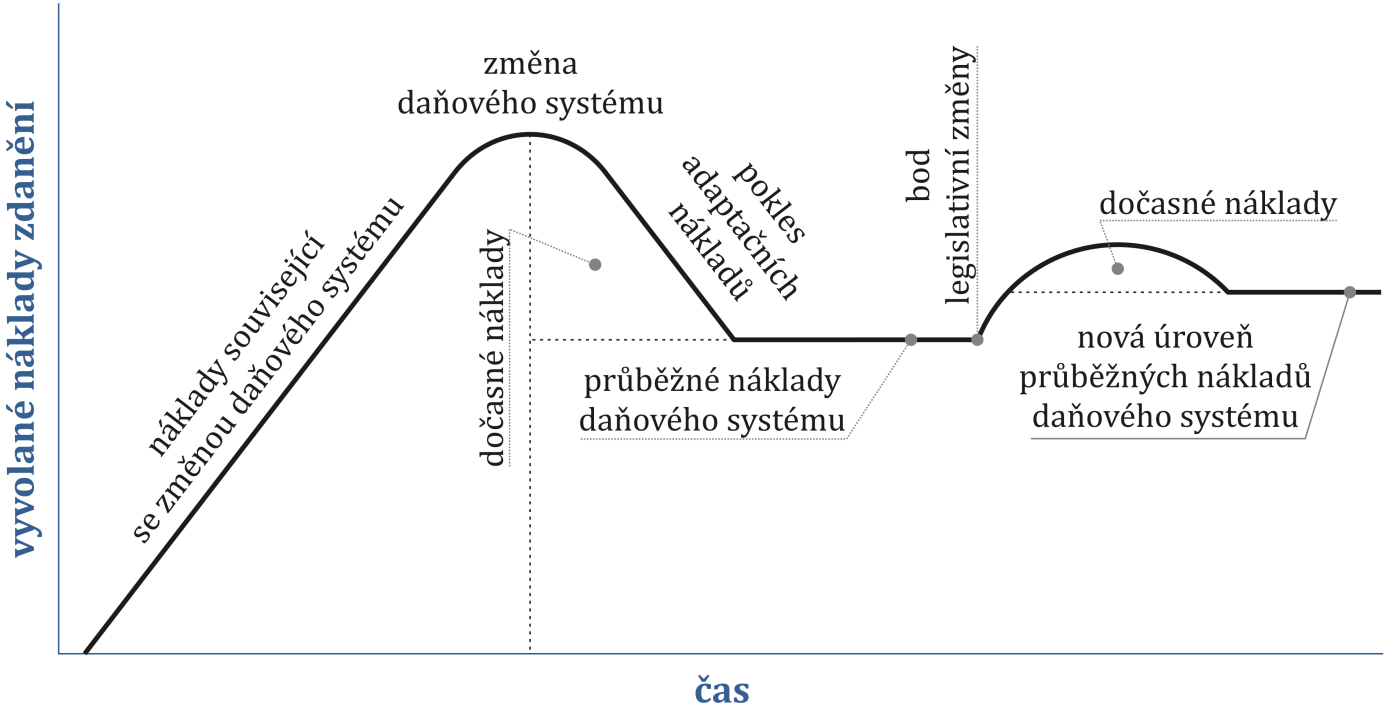 vyvolané náklady zdanění
náklady související
se změnou daňového systému
změna
daňového systému
dočasné náklady
pokles
adaptačních
nákladů
průběžné náklady
daňového systému
bod
legislativní změny
dočasné náklady
nová úroveň
průběžných nákladů
daňového systému
čas